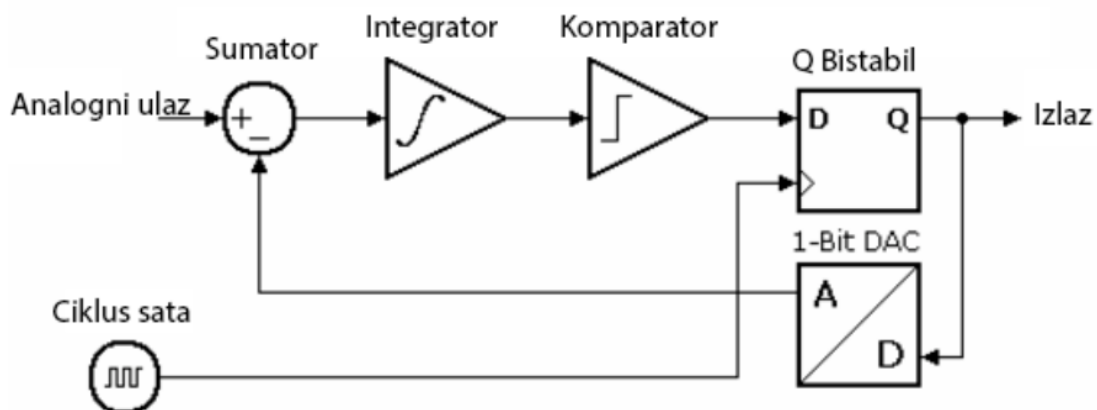 Integrator
Komparator
Sumator
Q Bistabil
Analogni ulaz
+
−
D
Q
Izlaz
1-Bit DAC
A
D
Ciklus sata